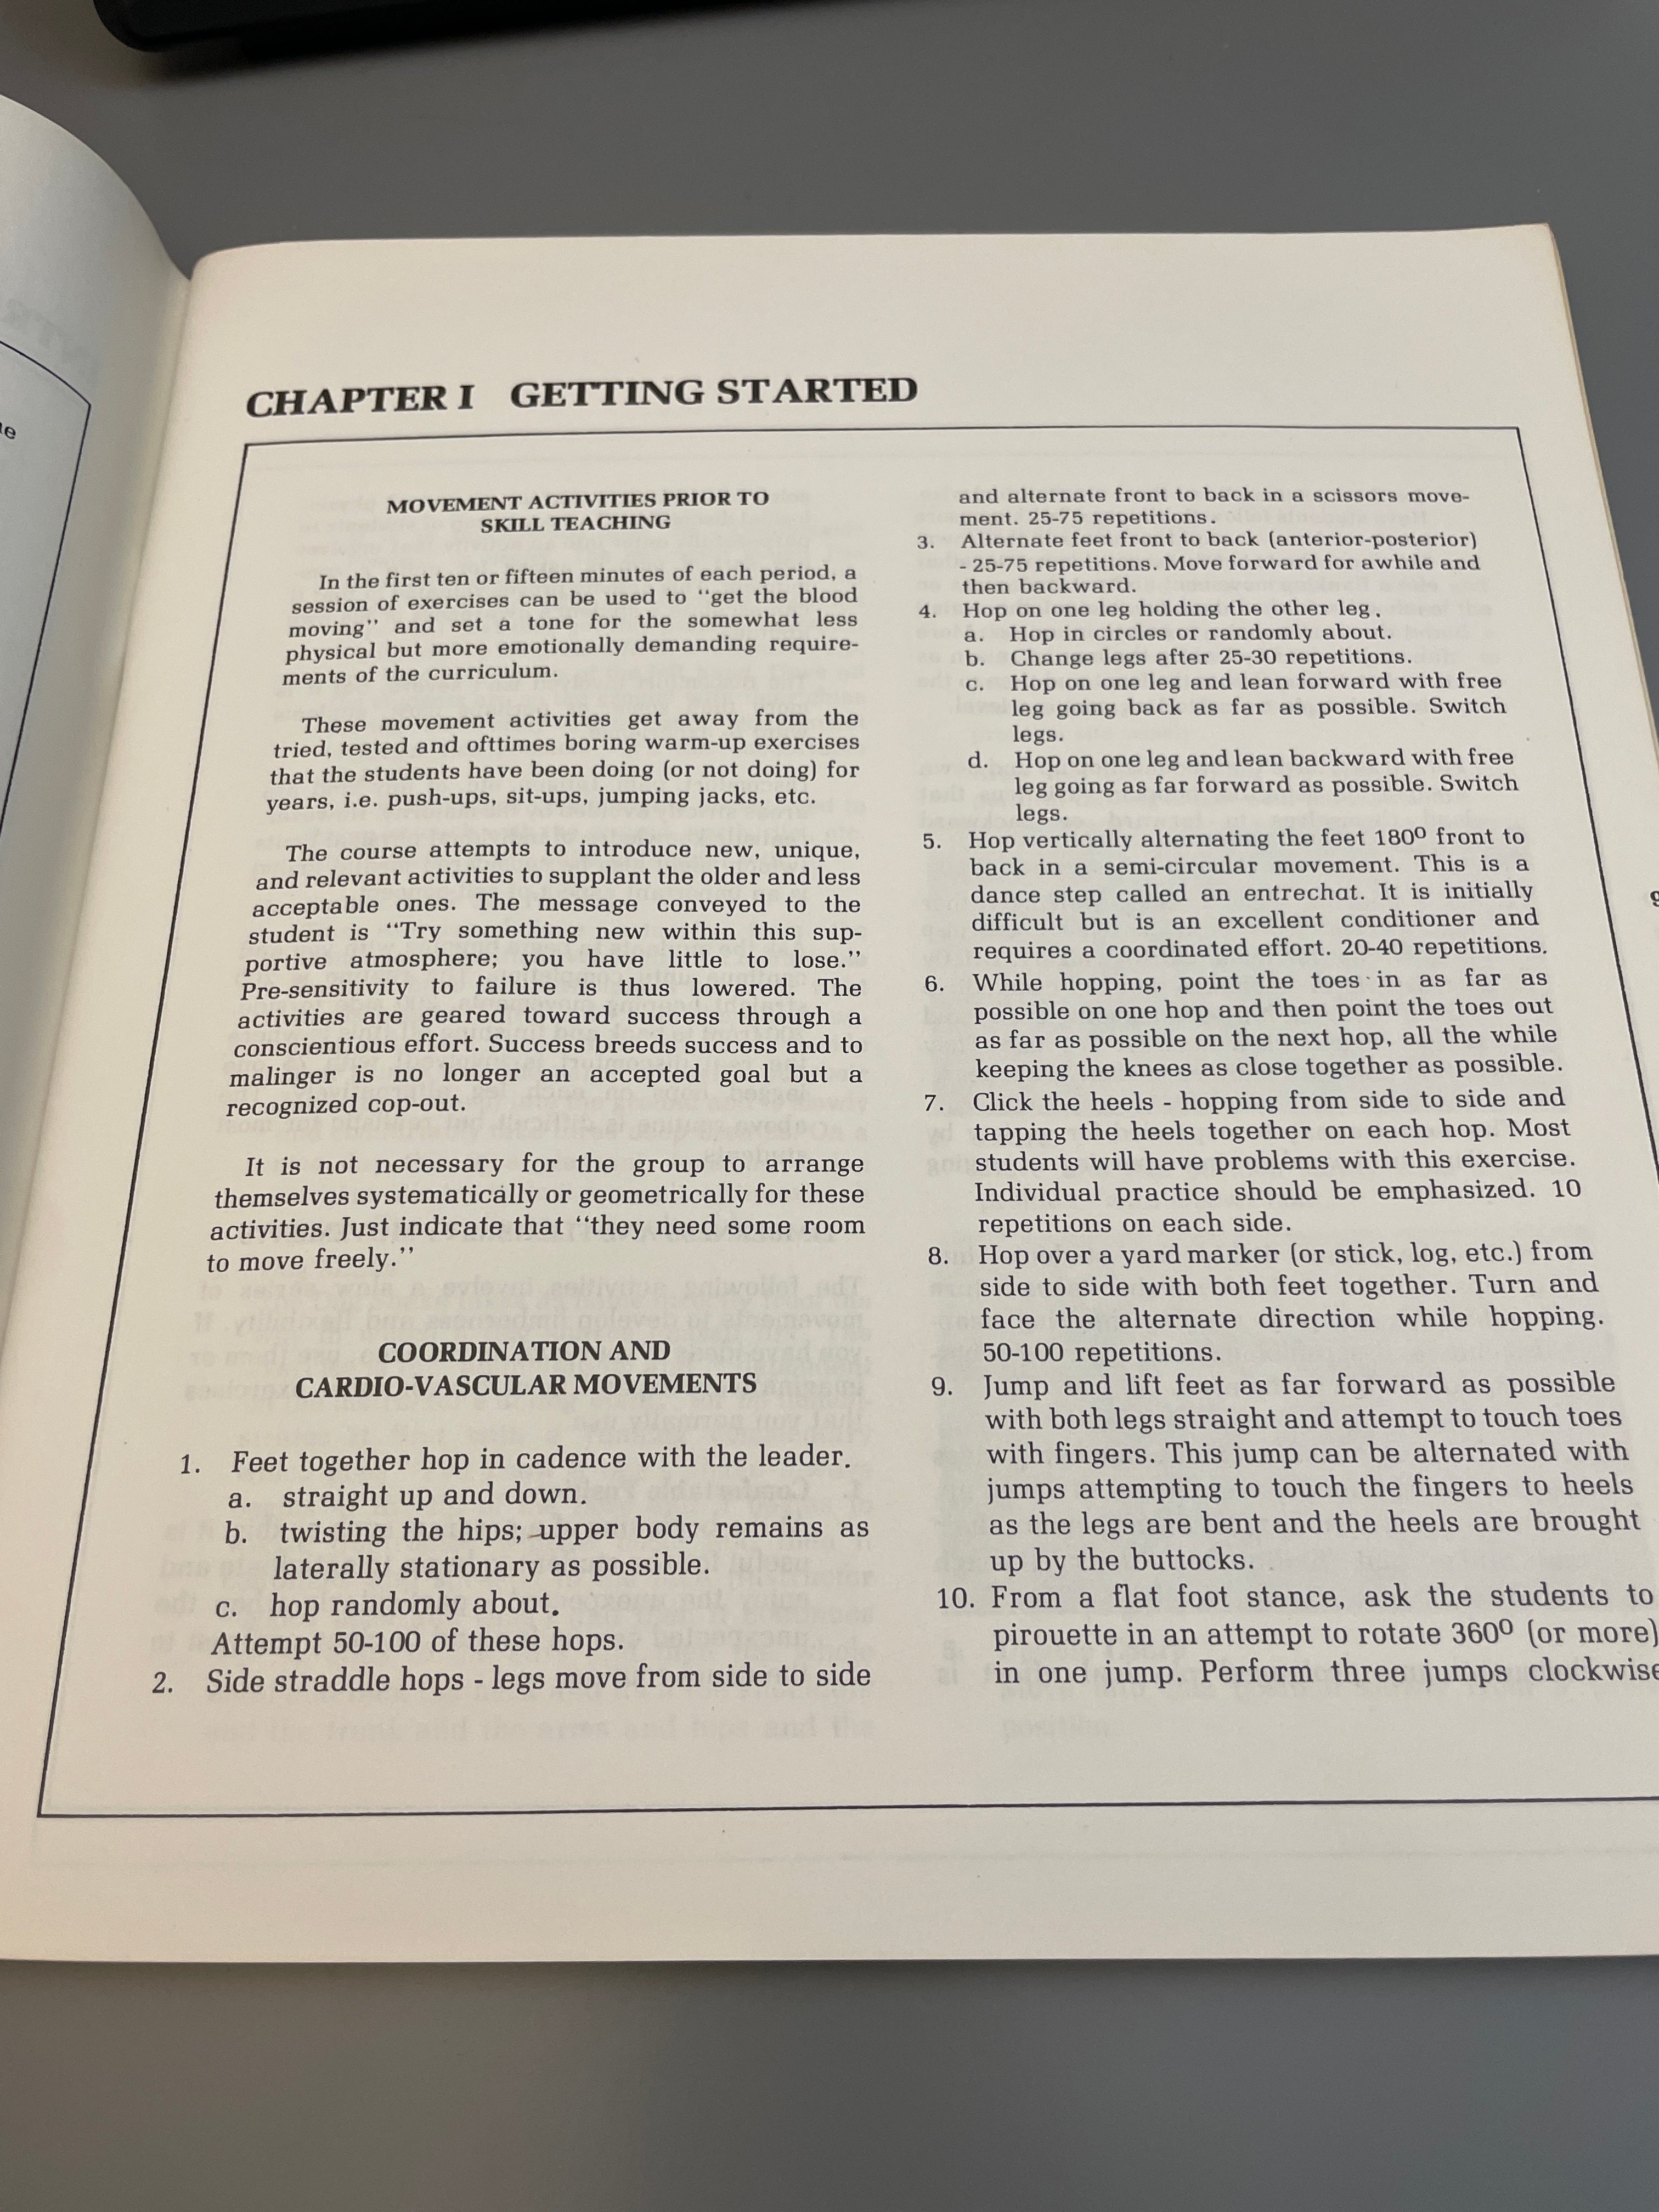 CHAPTER I GETTING STARTED
MOVEMENT ACTIVITIES PRIOR TO
SKILL TEACHING
In the first ten or fifteen minutes of each period, a
session of exercises can be used to ‘‘get the blood
moving’’ and set a tone for the somewhat less
physical but more emotionally demanding require-
ments of the curriculum.
These movement activities get away from the
tried, tested and ofttimes boring warm-up exercises
that the students have been doing (or not doing) for
years, i.e. push-ups, sit-ups, jumping jacks, etc.
The course attempts to introduce new, unique,
and relevant activities to supplant the older and less
acceptable ones. The message conveyed to the
student is ‘‘Try something new within this sup-
portive atmosphere; you have little to lose.’’
Pre-sensitivity to failure is thus lowered. The
activities are geared toward success through a
conscientious effort. Success breeds success and to
malinger is no longer an accepted goal but a
recognized cop-out.
It is not necessary for the group to arrange
themselves systematically or geometrically for these
activities. Just indicate that ‘‘they need some room
to move freely.’’
COORDINATION AND
CARDIO-VASCULAR MOVEMENTS
1. Feet together hop in cadence with the leader.
a. straight up and down.
b. twisting the hips; upper body remains as
laterally stationary as possible.
c. hop randomly about.
Attempt 50-100 of these hops.
2. Side straddle hops - legs move from side to side
and alternate front to back in a scissors move-
ment. 25-75 repetitions.
3. Alternate feet front to back (anterior-posterior)
- 25-75 repetitions. Move forward for awhile and
then backward.
4. Hop on one leg holding the other leg.
a. Hop in circles or randomly about.
b. Change legs after 25-30 repetitions.
c. Hop on one leg and lean forward with free
leg going back as far as possible. Switch
legs.
d. Hop on one leg and lean backward with free
leg going as far forward as possible. Switch
legs.
5. Hop vertically alternating the feet 180º front to
back in a semi-circular movement. This is a
dance step called an entrechat. It is initially
difficult but is an excellent conditioner and
requires a coordinated effort. 20-40 repetitions.
6. While hopping, point the toes in as far as
possible on one hop and then point the toes out
as far as possible on the next hop, all the while
keeping the knees as close together as possible.
7. Click the heels - hopping from side to side and
tapping the heels together on each hop. Most
students will have problems with this exercise.
Individual practice should be emphasized. 10
repetitions on each side.
8. Hop over a yard marker (or stick, log, etc.) from
side to side with both feet together. Turn and
face the alternate direction while hopping.
50-100 repetitions.
9. Jump and lift feet as far forward as possible
with both legs straight and attempt to touch toes
with fingers. This jump can be alternated with
jumps attempting to touch the fingers to heels
as the legs are bent and the heels are brought
up by the buttocks.
10. From a flat foot stance, ask the students to
pirouette in an attempt to rotate 360º (or more)
in one jump. Perform three jumps clockwise